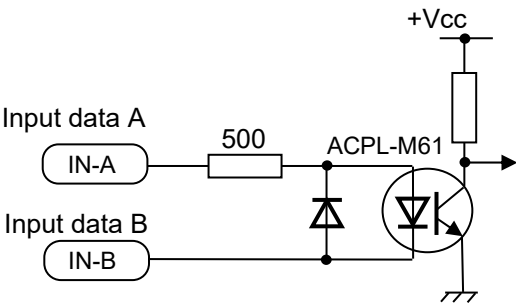 +Vcc
Input data A
500
ACPL-M61
IN-A
Input data B
IN-B